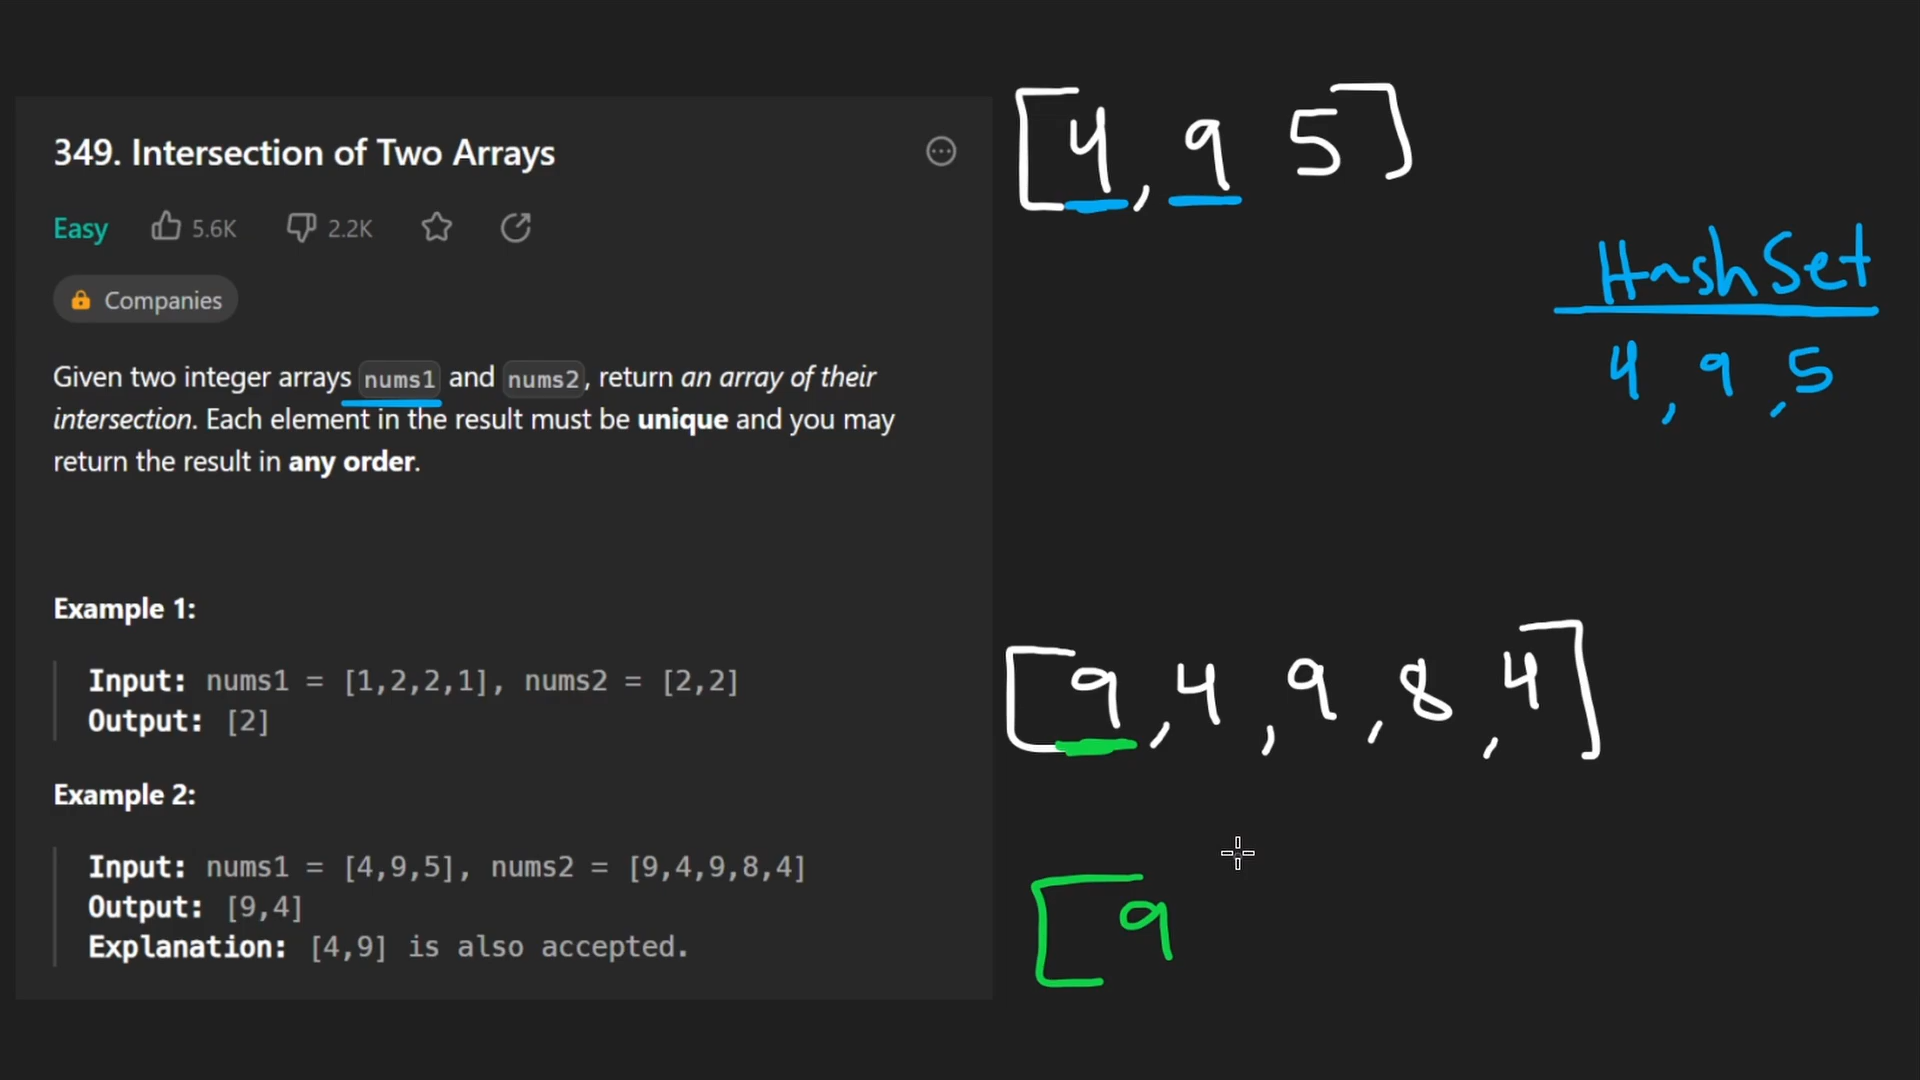 349. Intersection of Two Arrays
Easy 5.6K 2.2K
Companies
Given two integer arrays nums1 and nums2, return an array of their
intersection. Each element in the result must be unique and you may
return the result in any order.
Example 1:
Input: nums1 = [1,2,2,1], nums2 = [2,2]
Output: [2]
Example 2:
Input: nums1 = [4,9,5], nums2 = [9,4,9,8,4]
Output: [9,4]
Explanation: [4,9] is also accepted.
[4, 9 5]
HashSet
4, 9, 5
[9, 4, 9, 8, 4]
[9